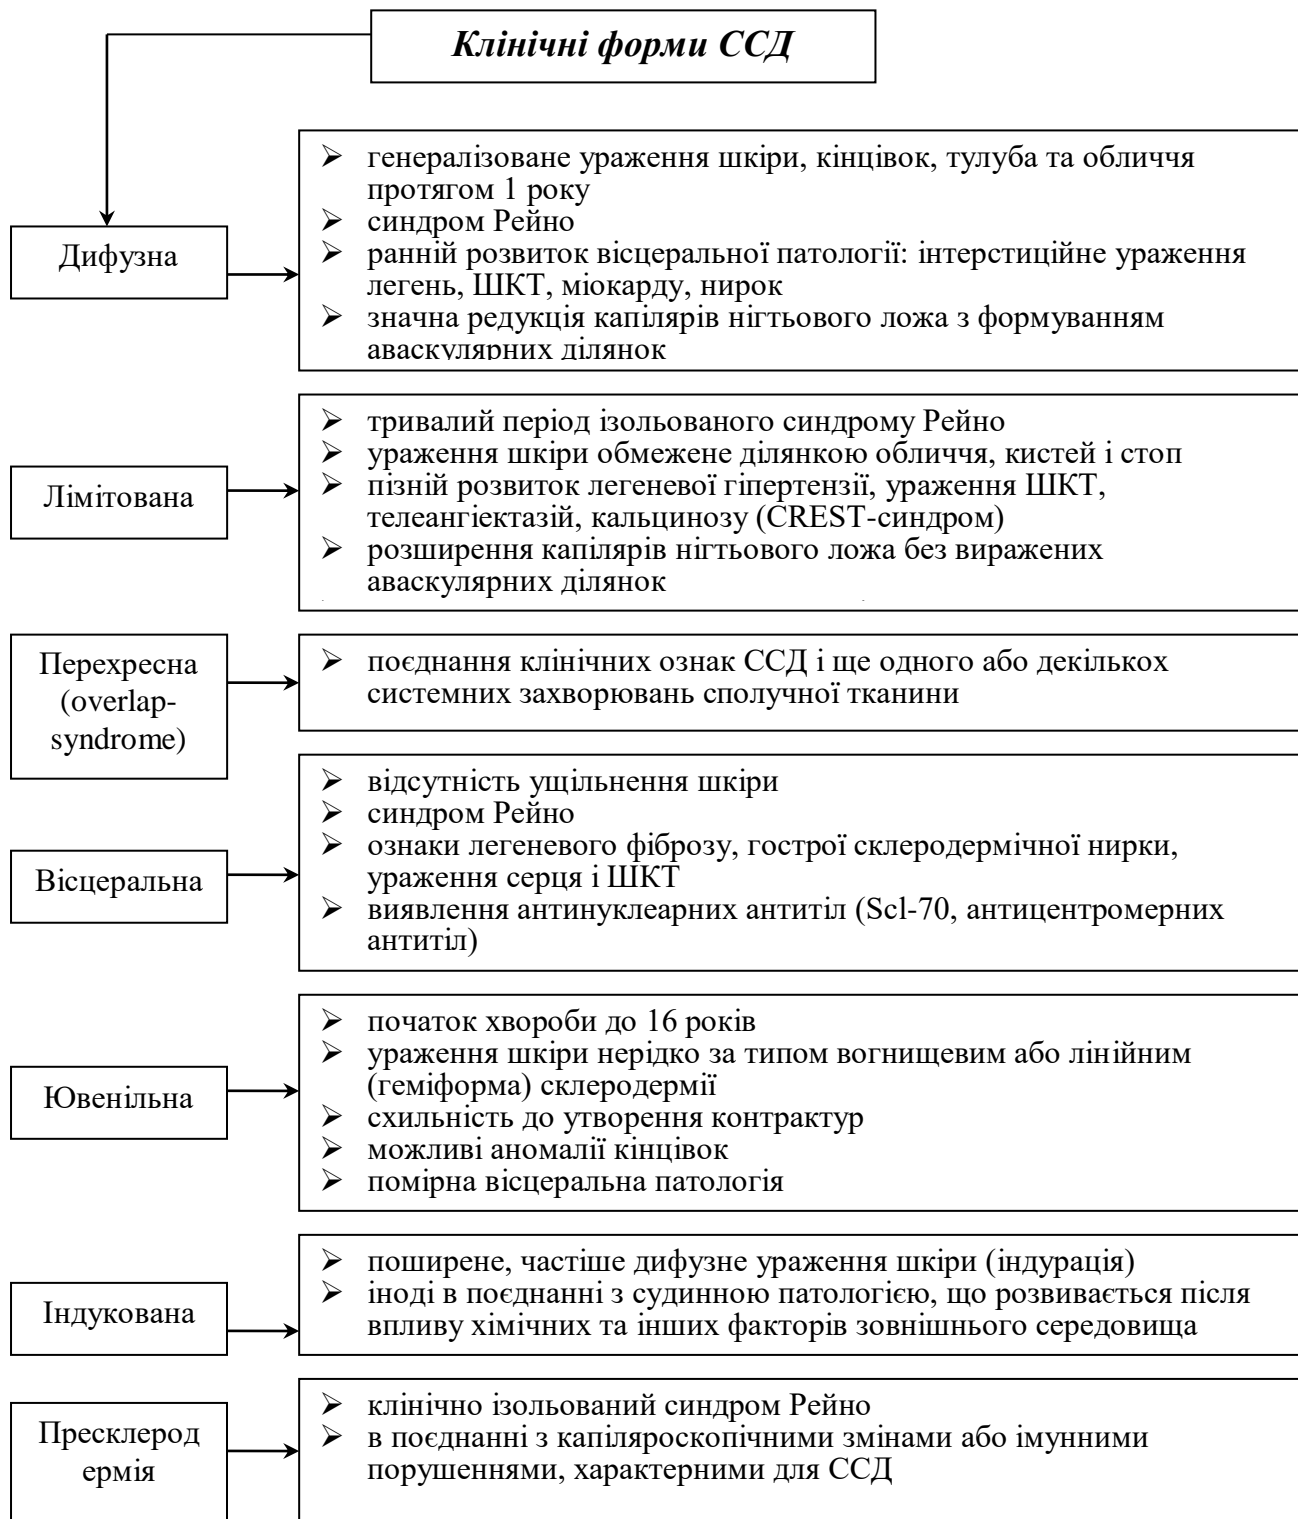 Клінічні форми ССД
Дифузна
➢ генералізоване ураження шкіри, кінцівок, тулуба та обличчя
протягом 1 року
➢ синдром Рейно
➢ ранній розвиток вісцеральної патології: інтерстиційне ураження
легень, ШКТ, міокарду, нирок
➢ значна редукція капілярів нігтьового ложа з формуванням
аваскулярних ділянок
Лімітована
➢ тривалий період ізольованого синдрому Рейно
➢ ураження шкіри обмежене ділянкою обличчя, кистей і стоп
➢ пізній розвиток легеневої гіпертензії, ураження ШКТ,
телеангіектазій, кальцинозу (CREST-синдром)
➢ розширення капілярів нігтьового ложа без виражених
аваскулярних ділянок
Перехресна
(overlap-
syndrome)
➢ поєднання клінічних ознак ССД і ще одного або декількох
системних захворювань сполучної тканини
Вісцеральна
➢ відсутність ущільнення шкіри
➢ синдром Рейно
➢ ознаки легеневого фіброзу, гострої склеродермічної нирки,
ураження серця і ШКТ
➢ виявлення антинуклеарних антитіл (Scl-70, антицентромерних
антитіл)
Ювенільна
➢ початок хвороби до 16 років
➢ ураження шкіри нерідко за типом вогнищевим або лінійним
(геміформа) склеродермії
➢ схильність до утворення контрактур
➢ можливі аномалії кінцівок
➢ помірна вісцеральна патологія
Індукована
➢ поширене, частіше дифузне ураження шкіри (індурація)
➢ іноді в поєднанні з судинною патологією, що розвивається після
впливу хімічних та інших факторів зовнішнього середовища
Пресклерод
ермія
➢ клінічно ізольований синдром Рейно
➢ в поєднанні з капіляроскопічними змінами або імунними
порушеннями, характерними для ССД